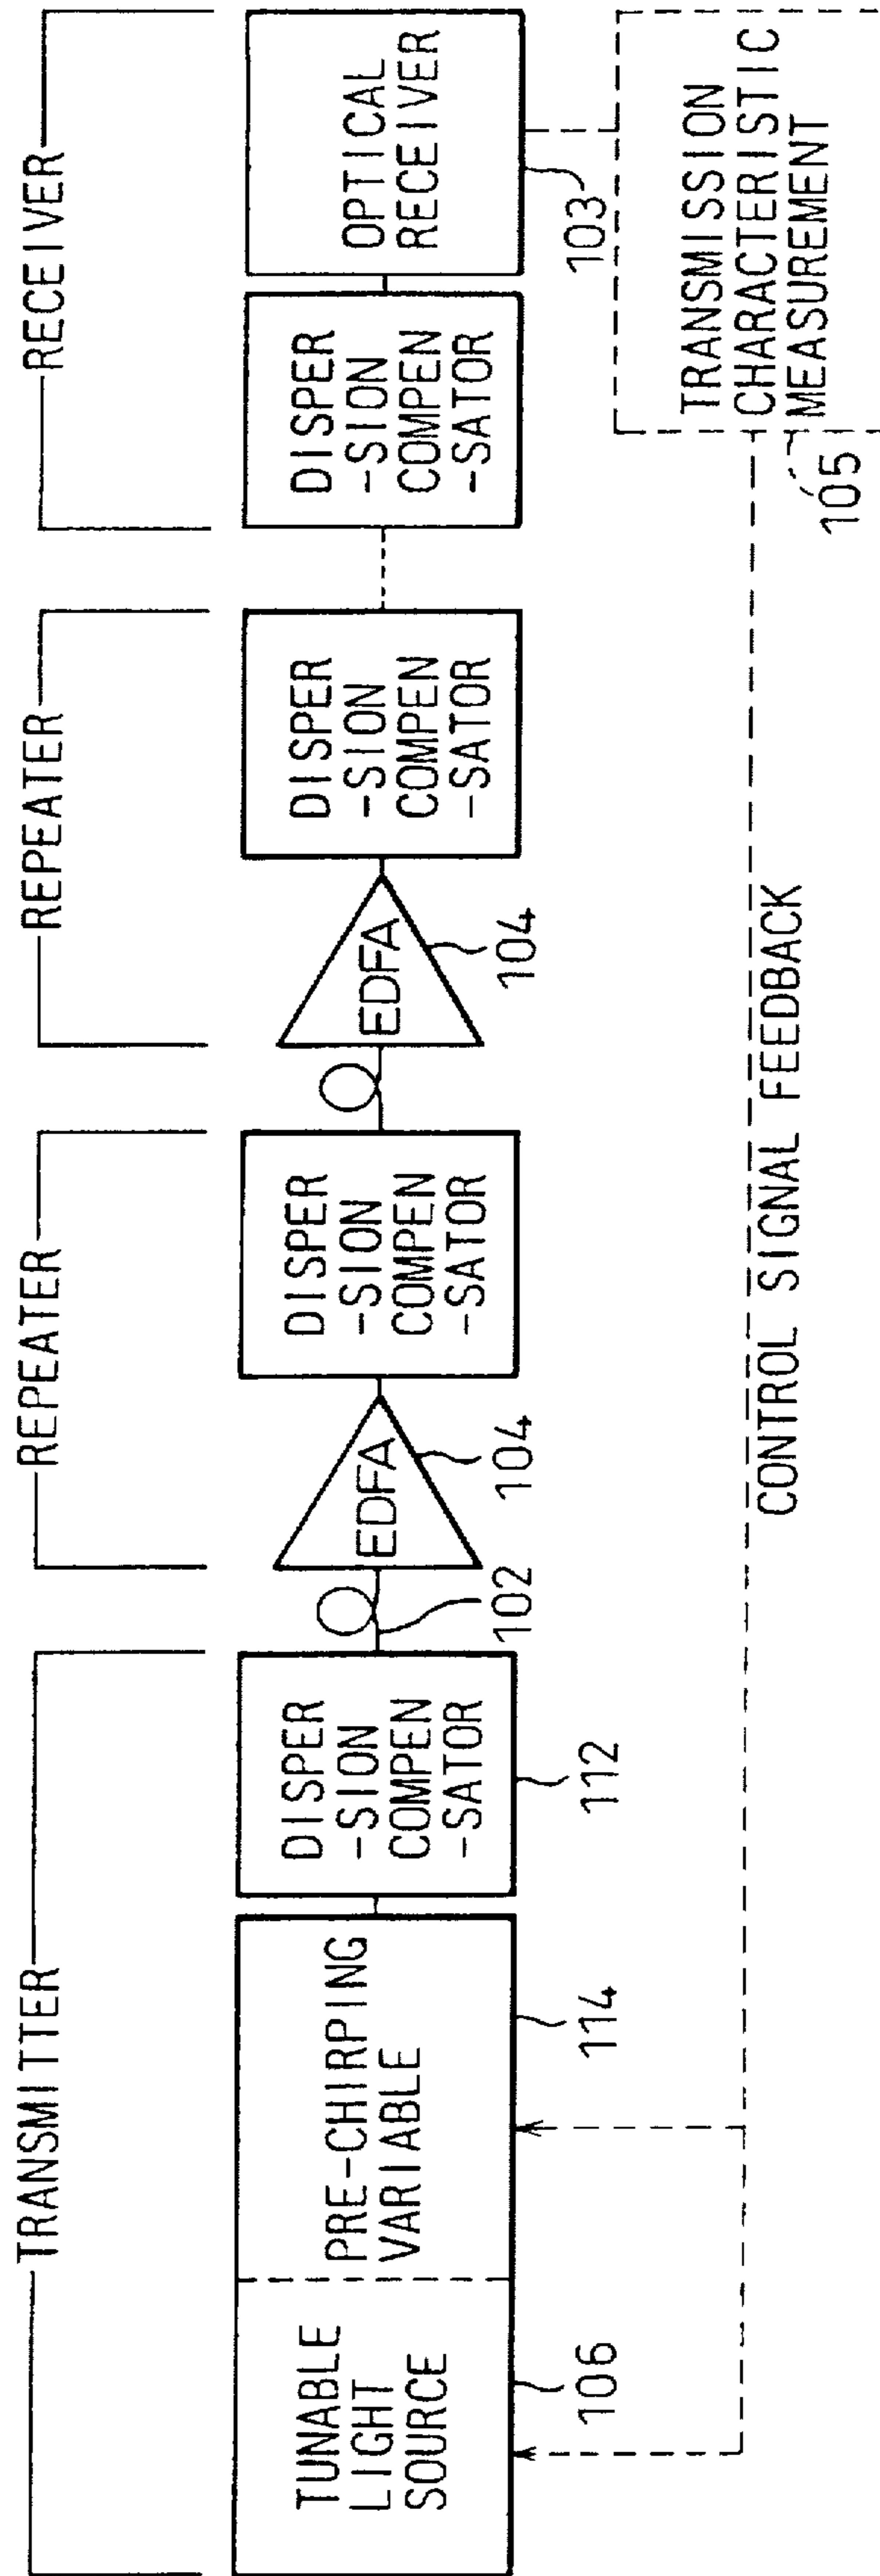 TRANSMITTER
REPEATER
REPEATER
RECEIVER
TUNABLE
LIGHT
SOURCE
PRE-CHIRPING
VARIABLE
DISPER
-SION
COMPEN
-SATOR
EDFA
DISPER
-SION
COMPEN
-SATOR
EDFA
DISPER
-SION
COMPEN
-SATOR
DISPER
-SION
COMPEN
-SATOR
OPTICAL
RECEIVER
106
114
112
102
104
104
103
CONTROL SIGNAL FEEDBACK
105
TRANSMISSION
CHARACTERISTIC
MEASUREMENT